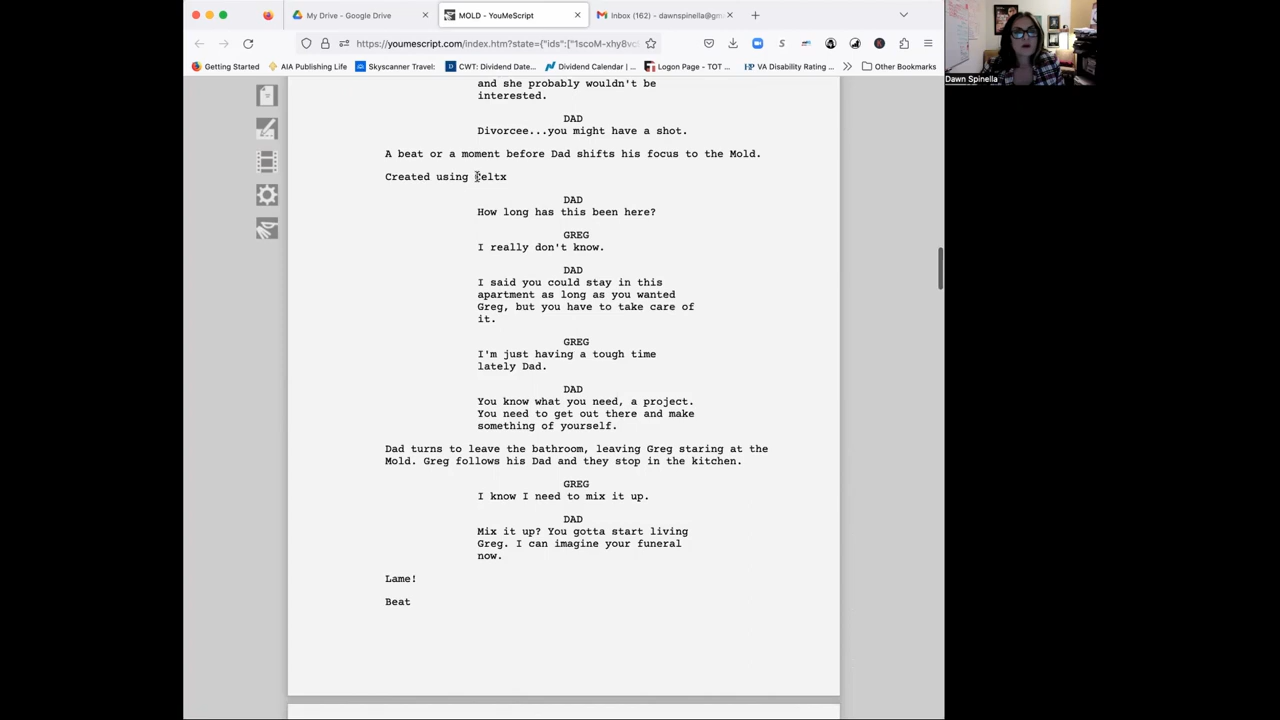 My Drive - Google Drive
MOLD - YouMeScript
Inbox (162) - dawnspinella@gm
https://youmescript.com/index.htm?state={"ids":["1scoM-xhy8vc
Getting Started
AIA Publishing Life
Skyscanner Travel:
CWT: Dividend Date...
Dividend Calendar | ...
Logon Page - TOT ...
VA Disability Rating ...
Other Bookmarks
Dawn Spinella
and she probably wouldn't be
interested.
DAD
Divorcee...you might have a shot.
A beat or a moment before Dad shifts his focus to the Mold.
Created using Celtx
DAD
How long has this been here?
GREG
I really don't know.
DAD
I said you could stay in this
apartment as long as you wanted
Greg, but you have to take care of
it.
GREG
I'm just having a tough time
lately Dad.
DAD
You know what you need, a project.
You need to get out there and make
something of yourself.
Dad turns to leave the bathroom, leaving Greg staring at the
Mold. Greg follows his Dad and they stop in the kitchen.
GREG
I know I need to mix it up.
DAD
Mix it up? You gotta start living
Greg. I can imagine your funeral
now.
Lame!
Beat